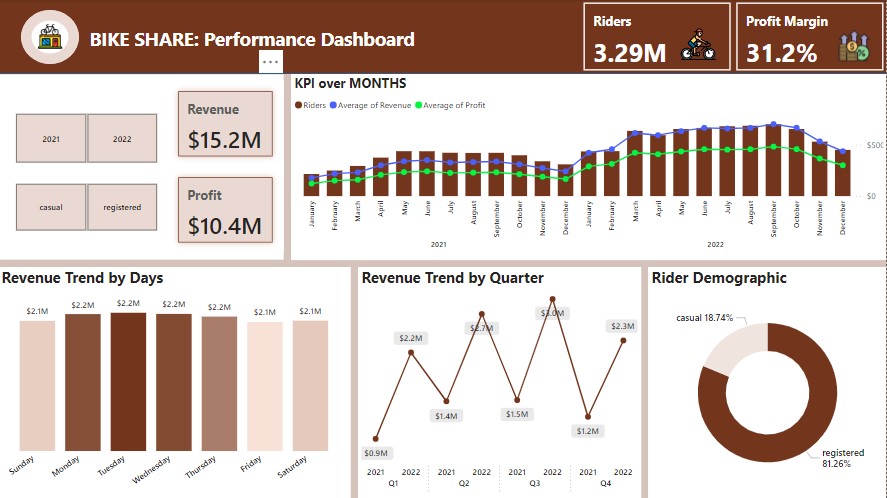 BIKE SHARE: Performance Dashboard
Riders
3.29M
Profit Margin
31.2%
2021
2022
casual
registered
Revenue
$15.2M
Profit
$10.4M
KPI over MONTHS
Riders Average of Revenue Average of Profit
$0
January February March April May June July August September October November December January February March April May June July August September October November December
2021 2022
Revenue Trend by Days
$2.1M $2.2M $2.2M $2.2M $2.2M $2.1M $2.1M
Sunday Monday Tuesday Wednesday Thursday Friday Saturday
Revenue Trend by Quarter
$0.9M $2.2M $1.4M $2.7M $1.5M $3.0M $1.2M $2.3M
2021 2022 2021 2022 2021 2022 2021 2022
Q1 Q2 Q3 Q4
Rider Demographic
casual 18.74%
registered
81.26%